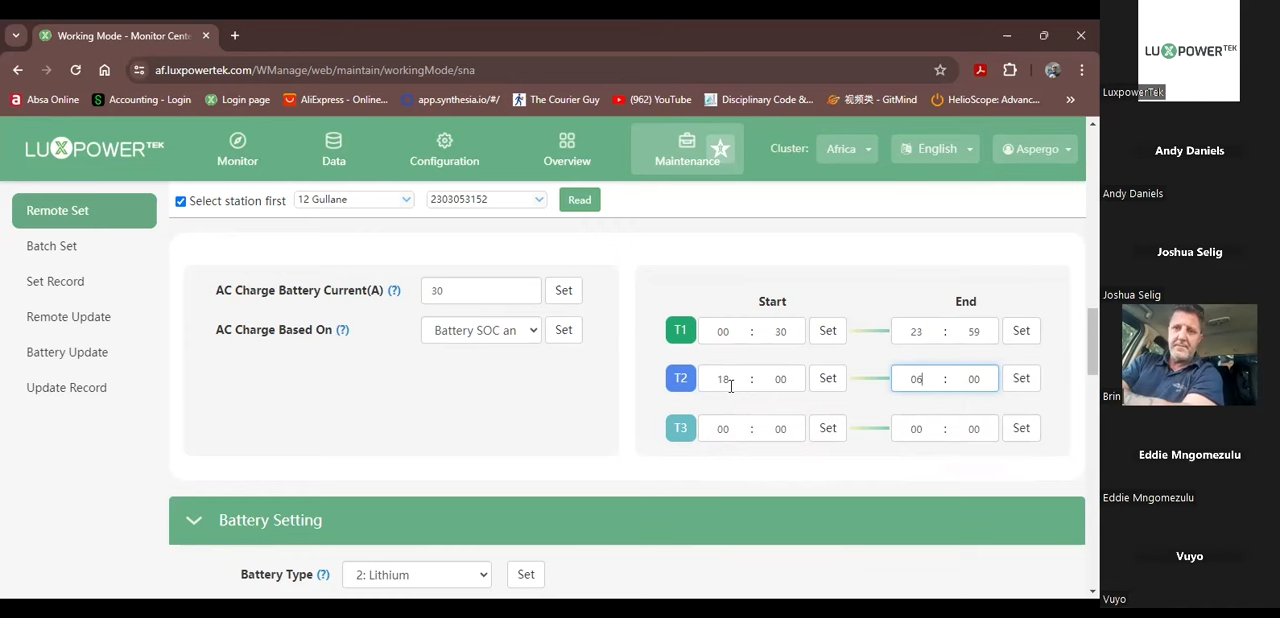 Working Mode - Monitor Cent
af.luxpowertek.com/WManage/web/maintain/workingMode/sna
Absa Online
Accounting - Login
Login page
AliExpress - Online...
app.synthesia.io/#/
The Courier Guy
(962) YouTube
Disciplinary Code &...
视频类 - GitMind
HelioScope: Advanc...
LUXPOWERTEK
Monitor
Data
Configuration
Overview
Maintenance
Cluster:
Africa
English
Aspergo
Remote Set
Batch Set
Set Record
Remote Update
Battery Update
Update Record
Select station first
12 Gullane
2303053152
Read
AC Charge Battery Current(A) (?)
30
Set
AC Charge Based On (?)
Battery SOC an
Set
Start
End
T1 00 : 30 Set 23 : 59 Set
T2 18 : 00 Set 06 : 00 Set
T3 00 : 00 Set 00 : 00 Set
Battery Setting
Battery Type (?)
2: Lithium
Set
LUXPOWERTEK
LuxpowerTek
Andy Daniels
Andy Daniels
Joshua Selig
Joshua Selig
Brin
Eddie Mngomezulu
Eddie Mngomezulu
Vuyo
Vuyo